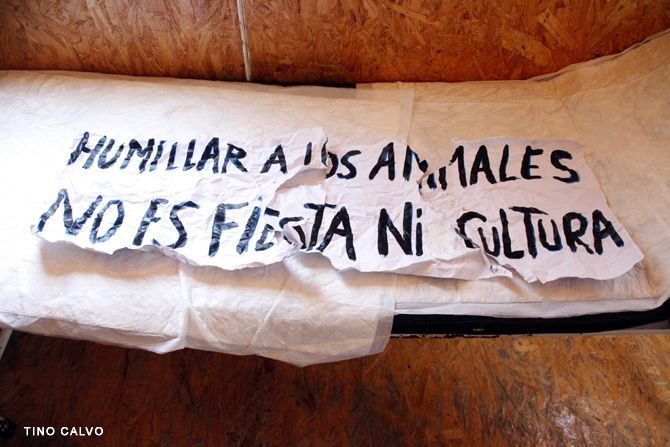 HUMILLAR A LOS ANIMALES
NO ES FIESTA Ni CULTURA
TINO CALVO